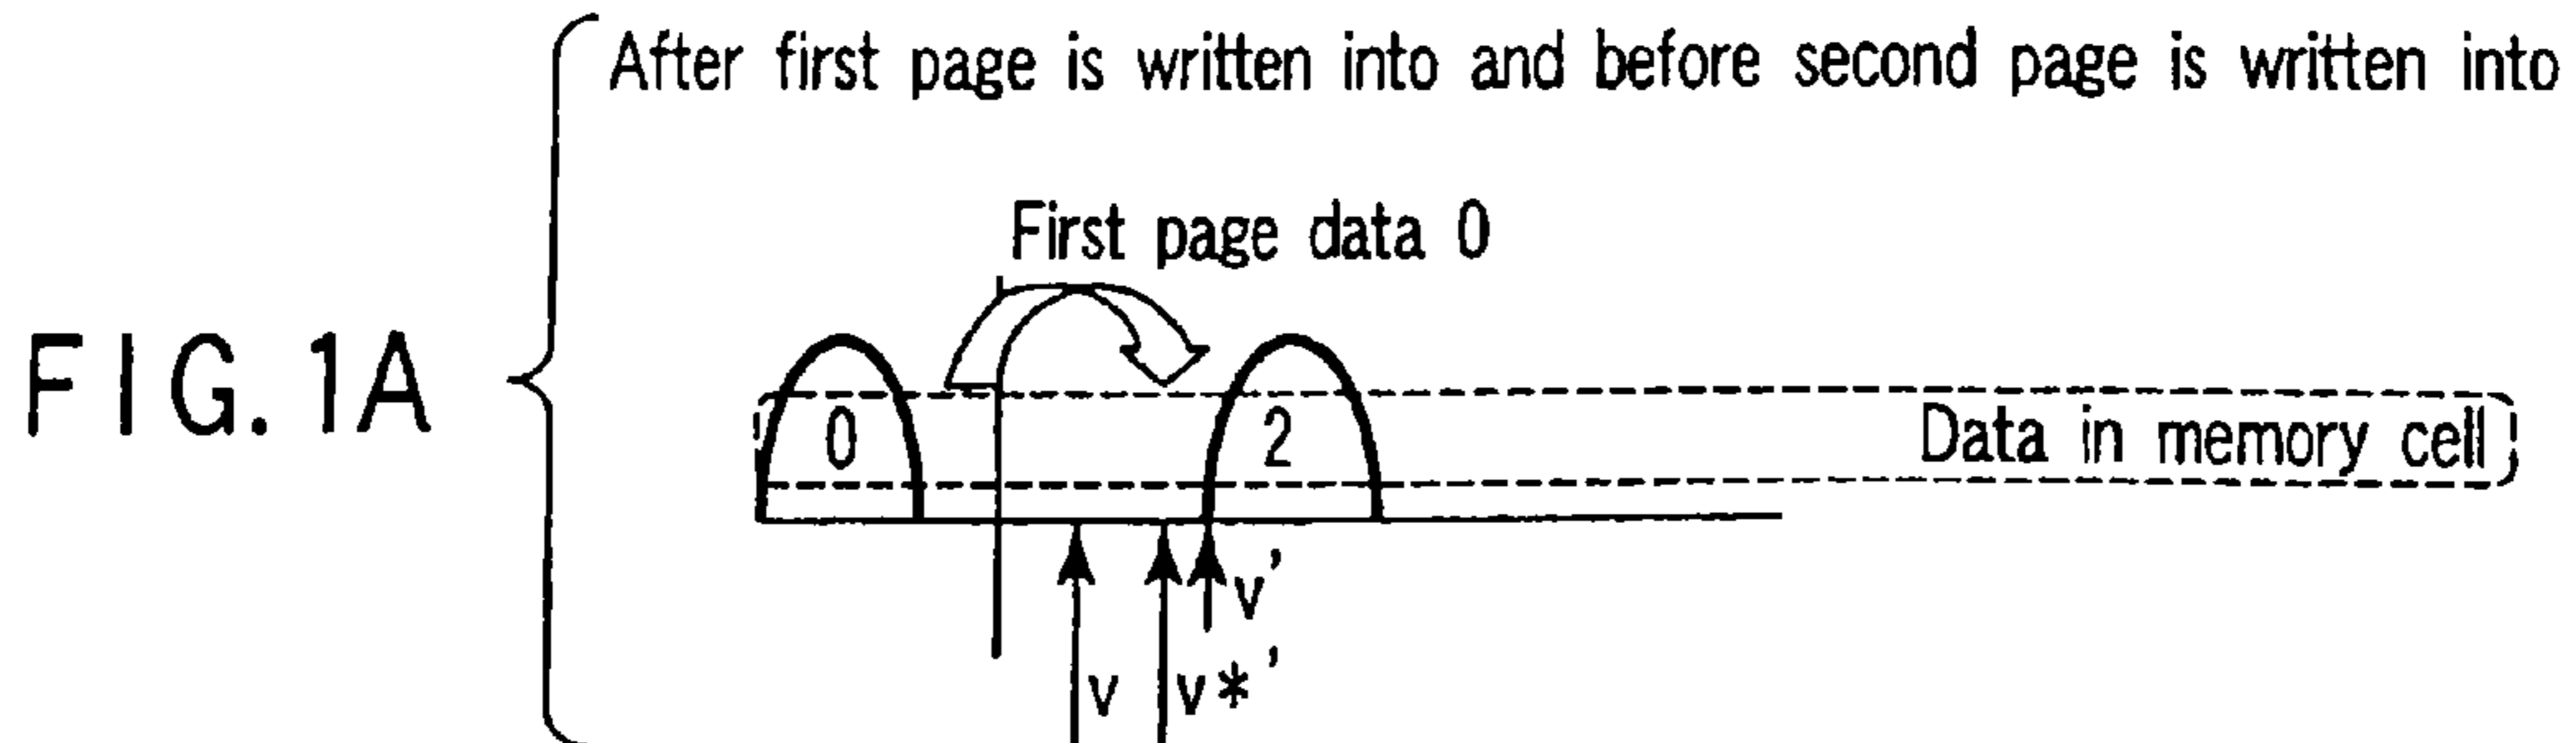 After first page is written into and before second page is written into
First page data 0
FIG. 1A
0 2 Data in memory cell
v'
v v*'